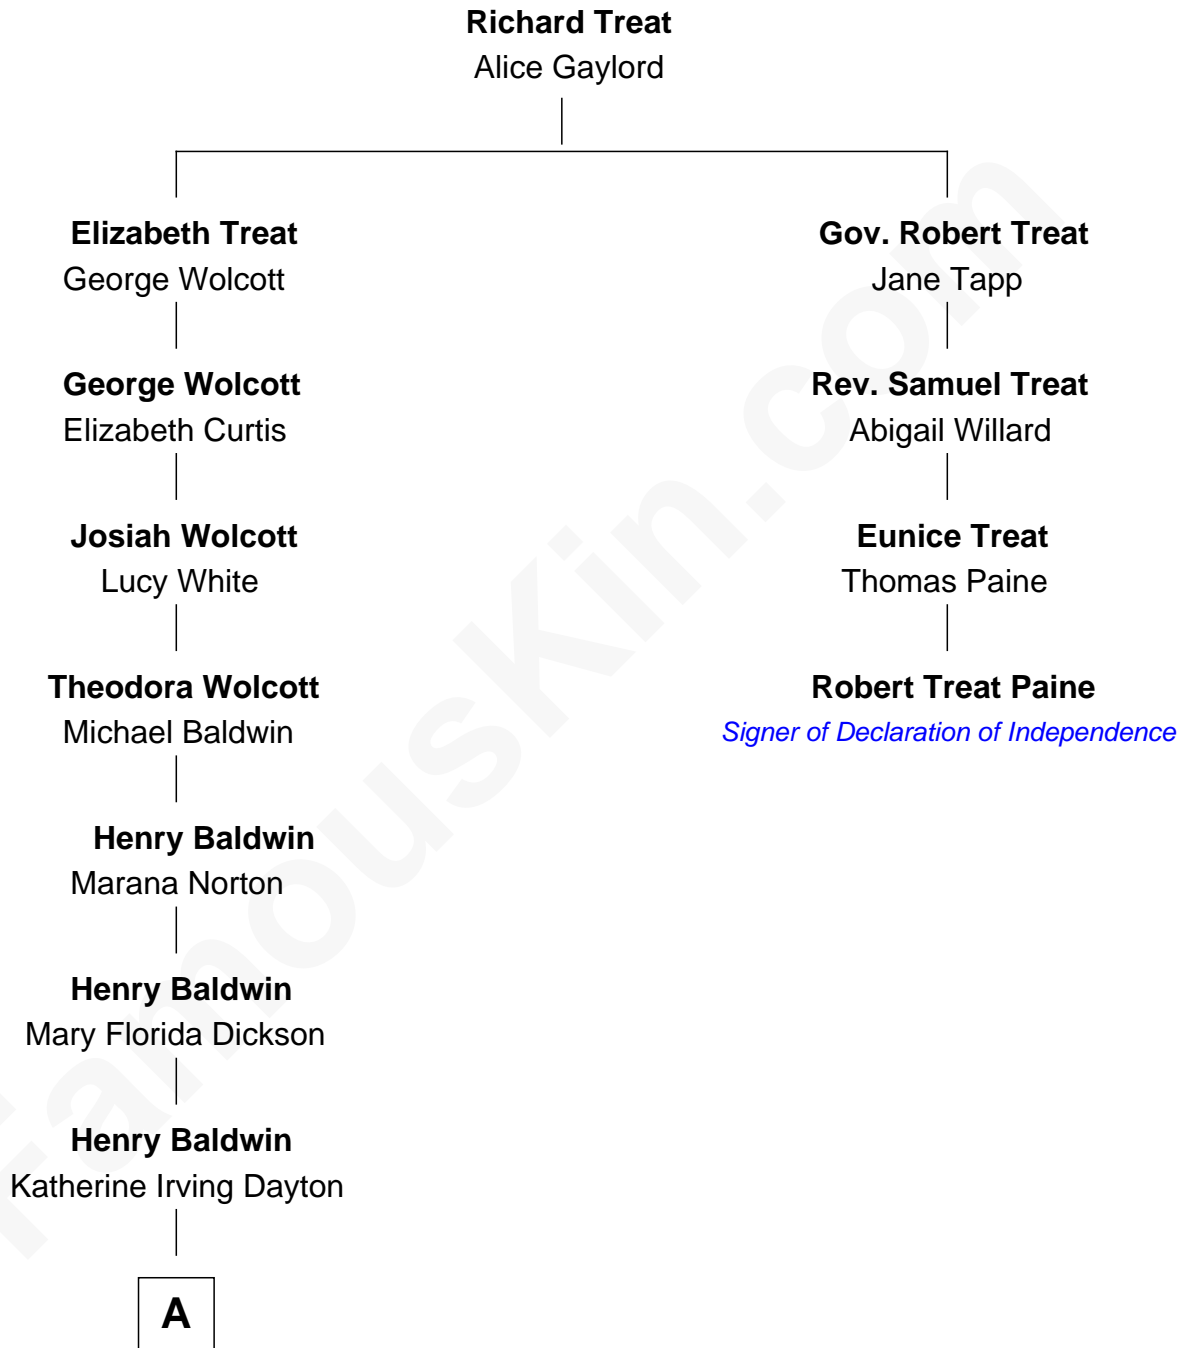 Richard Treat
Alice Gaylord
Elizabeth Treat
George Wolcott
Gov. Robert Treat
Jane Tapp
George Wolcott
Elizabeth Curtis
Rev. Samuel Treat
Abigail Willard
Josiah Wolcott
Lucy White
Eunice Treat
Thomas Paine
Theodora Wolcott
Michael Baldwin
Robert Treat Paine
Signer of Declaration of Independence
Henry Baldwin
Marana Norton
Henry Baldwin
Mary Florida Dickson
Henry Baldwin
Katherine Irving Dayton
A
FamousKin.com